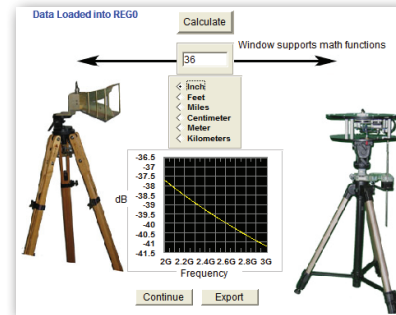 Data Loaded into REG0
Calculate
Window supports math functions
36
Inch
Feet
Miles
Centimeter
Meter
Kilometers
-36.5
-37
-37.5
-38
-38.5
-39
-39.5
-40
-40.5
-41
-41.5
dB
2G 2.2G 2.4G 2.6G 2.8G 3G
Frequency
Continue
Export